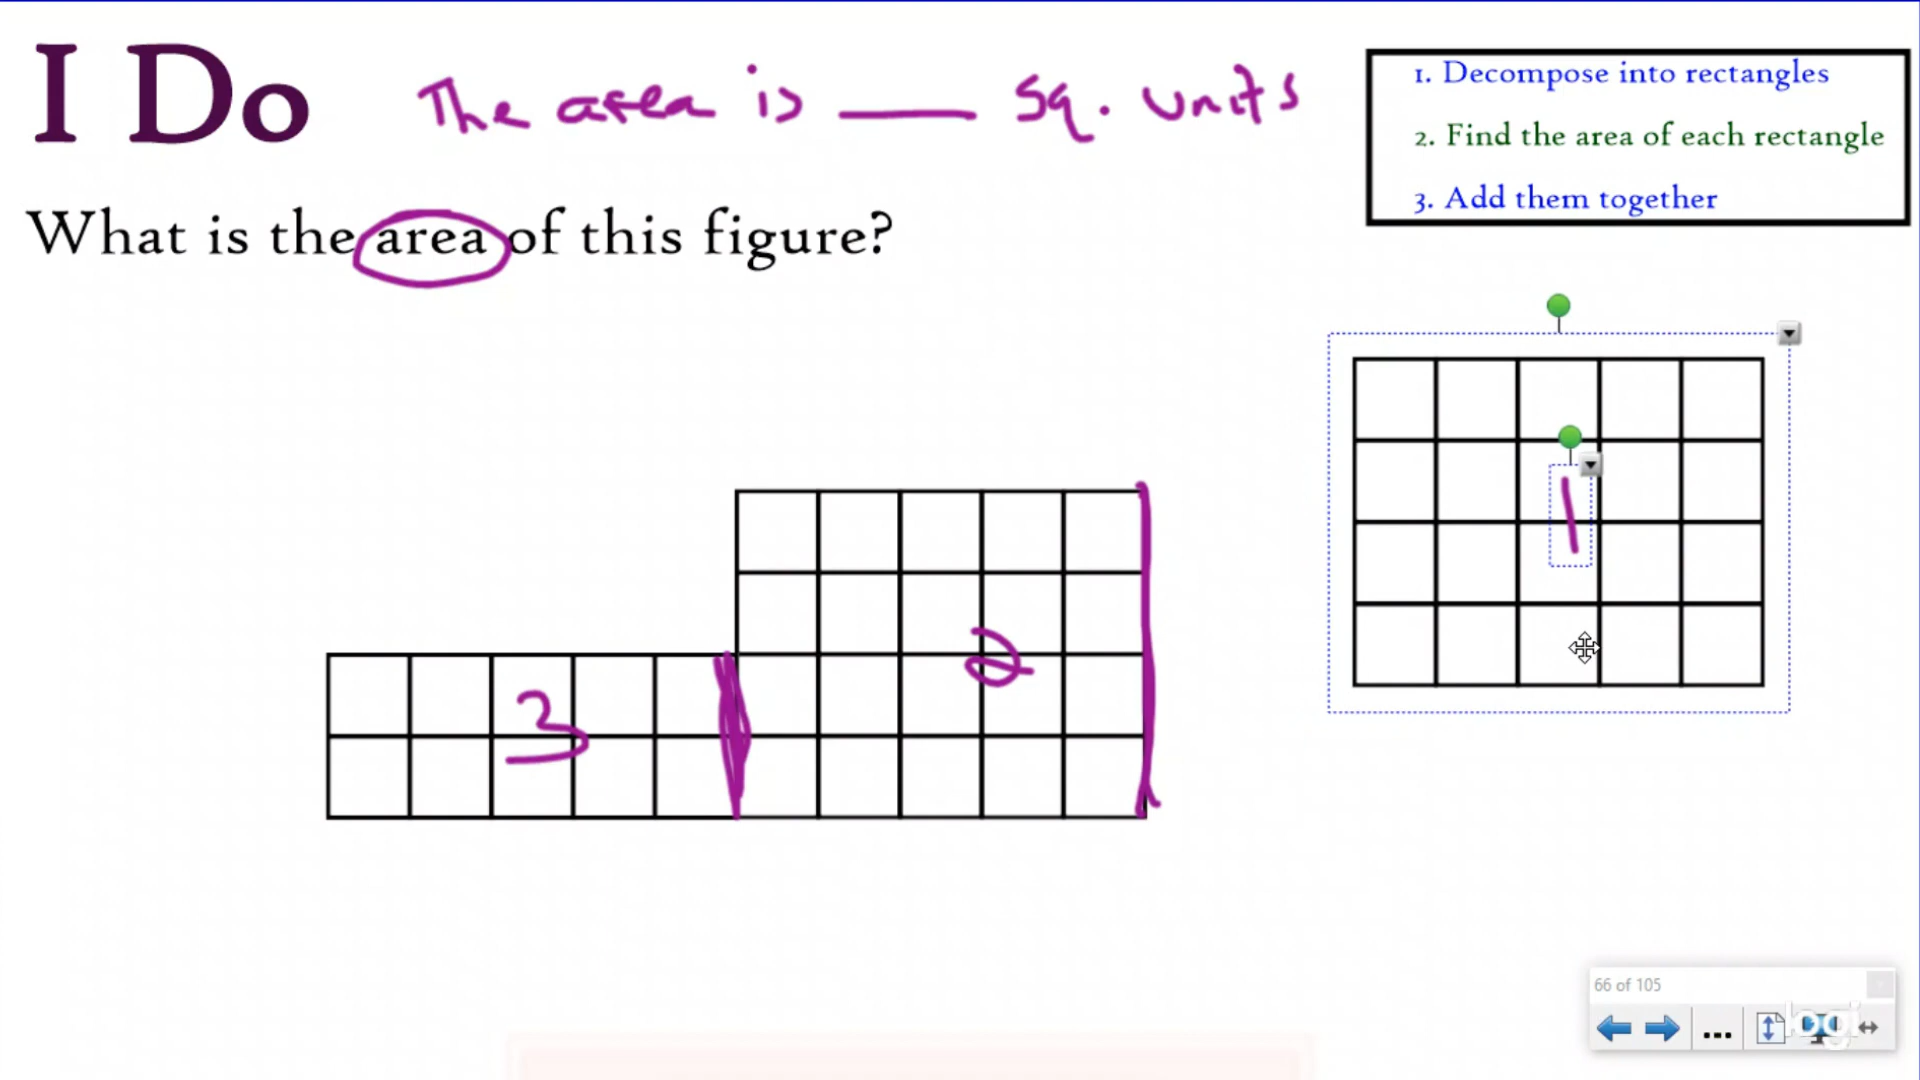 I Do
The area is ___ Sq. units
1. Decompose into rectangles
2. Find the area of each rectangle
3. Add them together
What is the area of this figure?
1
2
3
66 of 105
...
logi